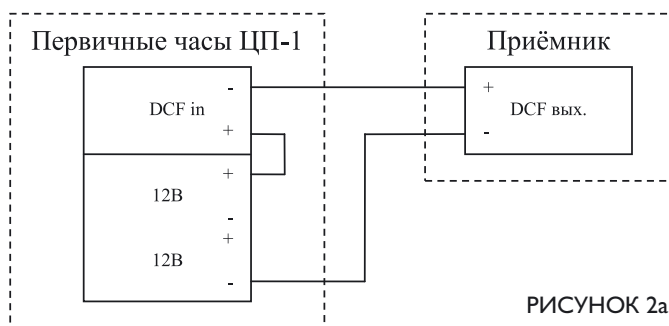 Первичные часы ЦП-1
Приёмник
-
DCF in
+
+
DCF вых.
-
+
12В
-
+
12В
-
РИСУНОК 2а